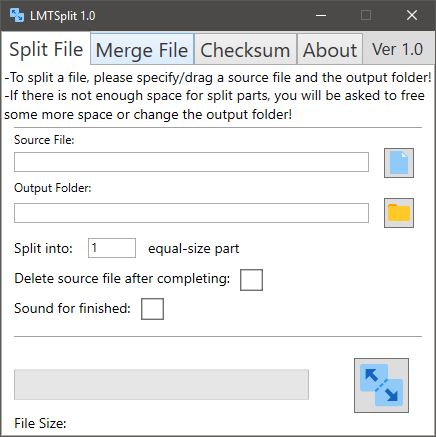 LMTSplit 1.0
Split File Merge File Checksum About Ver 1.0
-To split a file, please specify/drag a source file and the output folder!
-If there is not enough space for split parts, you will be asked to free
some more space or change the output folder!
Source File:
Output Folder:
Split into: 1 equal-size part
Delete source file after completing:
Sound for finished:
File Size: